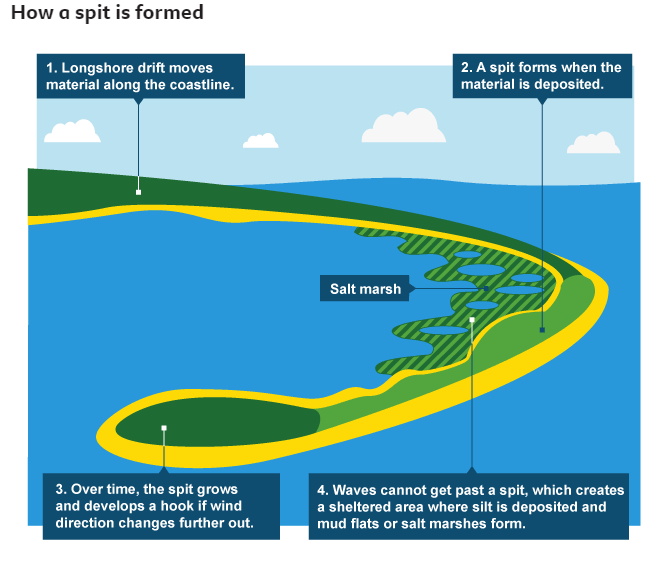 How a spit is formed
1. Longshore drift moves
material along the coastline.
2. A spit forms when the
material is deposited.
Salt marsh
3. Over time, the spit grows
and develops a hook if wind
direction changes further out.
4. Waves cannot get past a spit, which creates
a sheltered area where silt is deposited and
mud flats or salt marshes form.